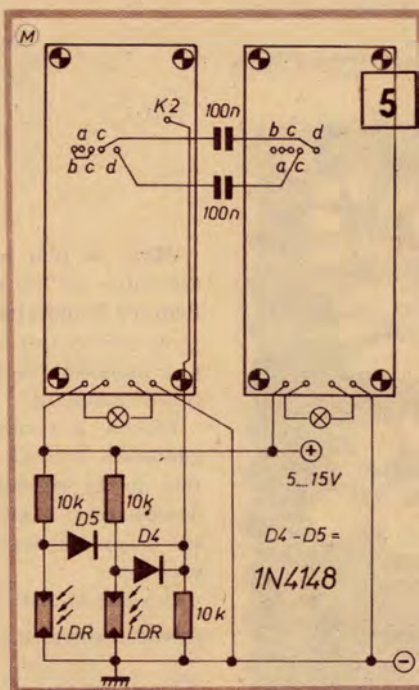 M
5
K2
100n
a c
b c d
b c d
a c
100n
10k
10k
5....15V
D5
D4
D4-D5 =
1N4148
LDR
LDR
10k